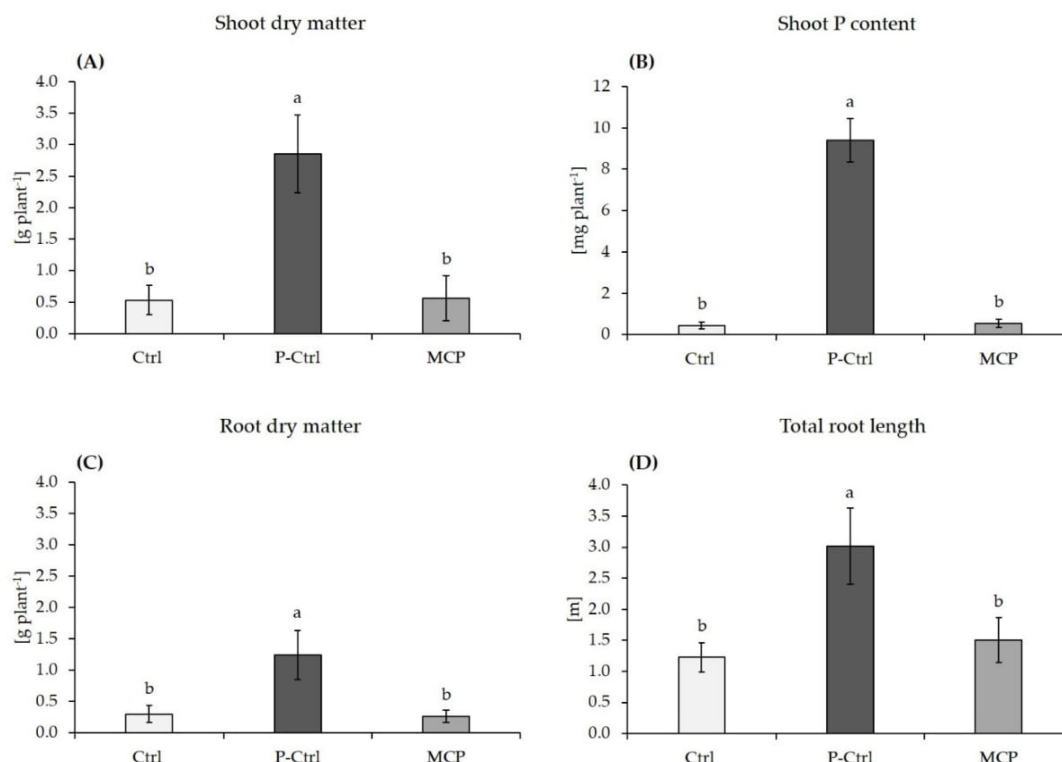 Shoot dry matter
(A)
4.0
3.5
3.0
2.5
2.0
1.5
1.0
0.5
0.0
[g plant-1]
b
a
b
Ctrl
P-Ctrl
MCP
Shoot P content
(B)
12
10
8
6
4
2
0
[mg plant-1]
b
a
b
Ctrl
P-Ctrl
MCP
Root dry matter
(C)
4.0
3.5
3.0
2.5
2.0
1.5
1.0
0.5
0.0
[g plant-1]
b
a
b
Ctrl
P-Ctrl
MCP
Total root length
(D)
4.0
3.5
3.0
2.5
2.0
1.5
1.0
0.5
0.0
[m]
b
a
b
Ctrl
P-Ctrl
MCP